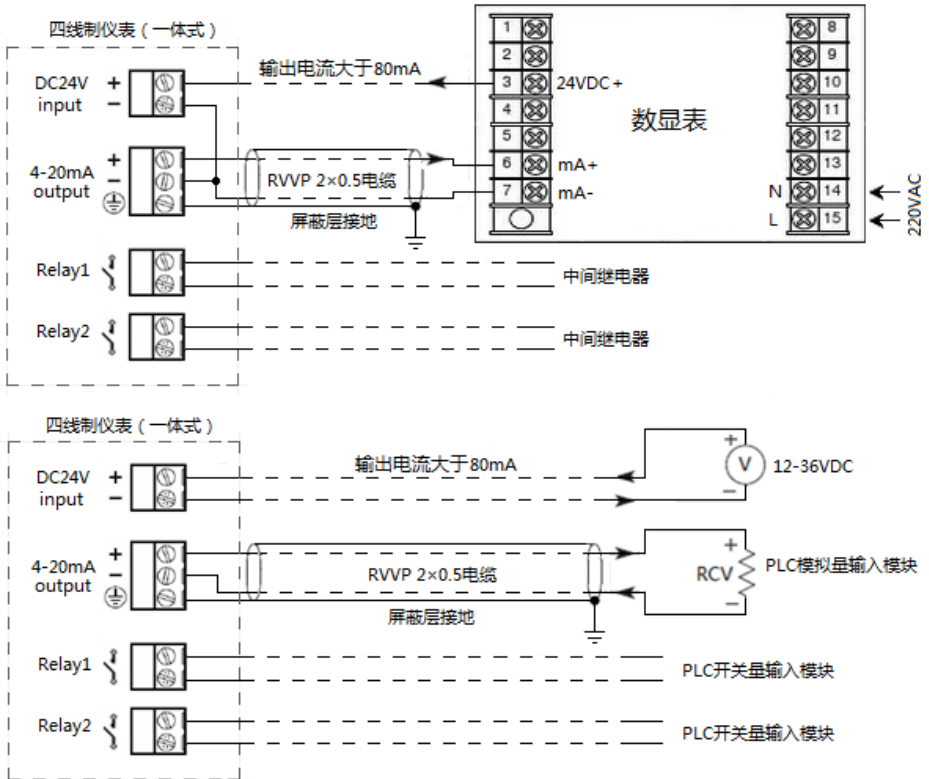 四线制仪表（一体式）
DC24V + 
input −
输出电流大于80mA
4-20mA +
output −
RVVP 2×0.5电缆
屏蔽层接地
1
2
3 24VDC+
4
5
6 mA+
7 mA-
数显表
8
9
10
11
12
13
N 14
L 15
220VAC
Relay1
中间继电器
Relay2
中间继电器
四线制仪表（一体式）
DC24V +
input −
输出电流大于80mA
+
V
−
12-36VDC
4-20mA +
output −
RVVP 2×0.5电缆
屏蔽层接地
+
RCV
−
PLC模拟量输入模块
Relay1
PLC开关量输入模块
Relay2
PLC开关量输入模块